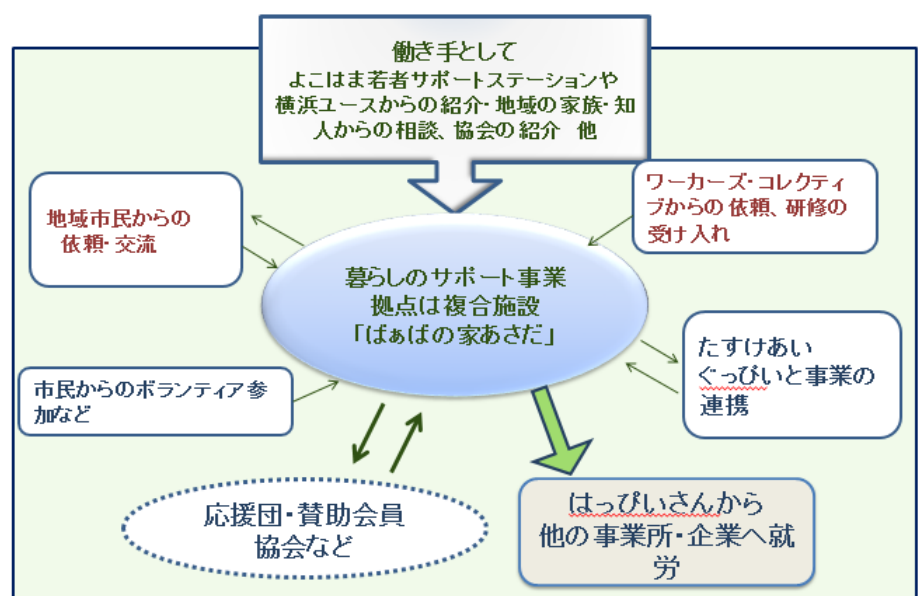 働き手として
よこはま若者サポートステーションや
横浜ユースからの紹介・地域の家族・知
人からの相談、協会の紹介 他
地域市民からの
依頼・交流
ワーカーズ・コレクティ
ブからの依頼、研修の
受け入れ
暮らしのサポート事業
拠点は複合施設
「ばぁばの家あさだ」
たすけあい
ぐっぴいと事業の
連携
市民からのボランティア参
加など
応援団・賛助会員
協会など
はっぴいさんから
他の事業所・企業へ就
労